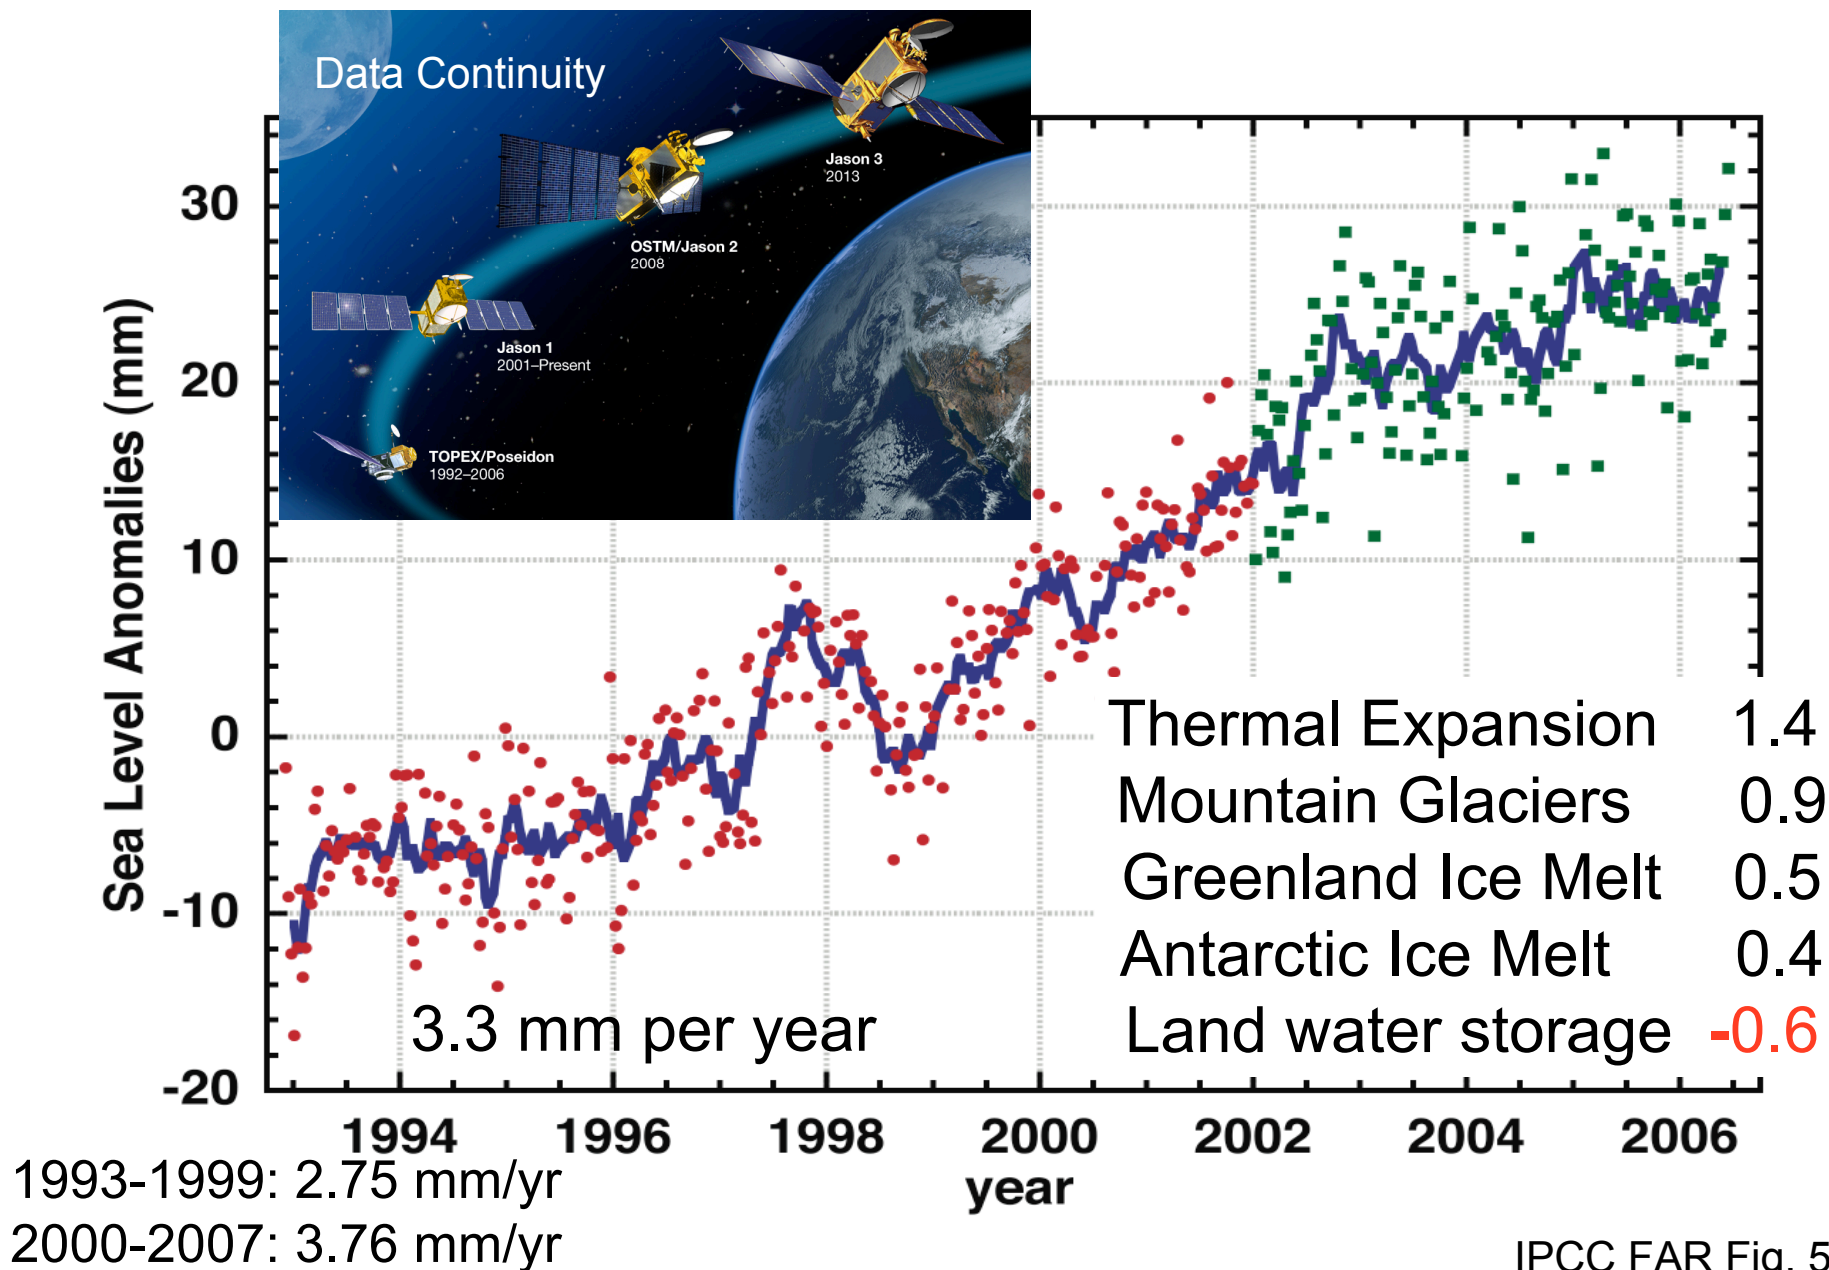 Data Continuity
Jason 3
2013
OSTM/Jason 2
2008
Jason 1
2001–Present
TOPEX/Poseidon
1992–2006
Sea Level Anomalies (mm)
30
20
10
0
-10
-20
Thermal Expansion 1.4
Mountain Glaciers 0.9
Greenland Ice Melt 0.5
Antarctic Ice Melt 0.4
Land water storage -0.6
3.3 mm per year
1994 1996 1998 2000 2002 2004 2006
year
1993-1999: 2.75 mm/yr
2000-2007: 3.76 mm/yr
IPCC FAR Fig. 5